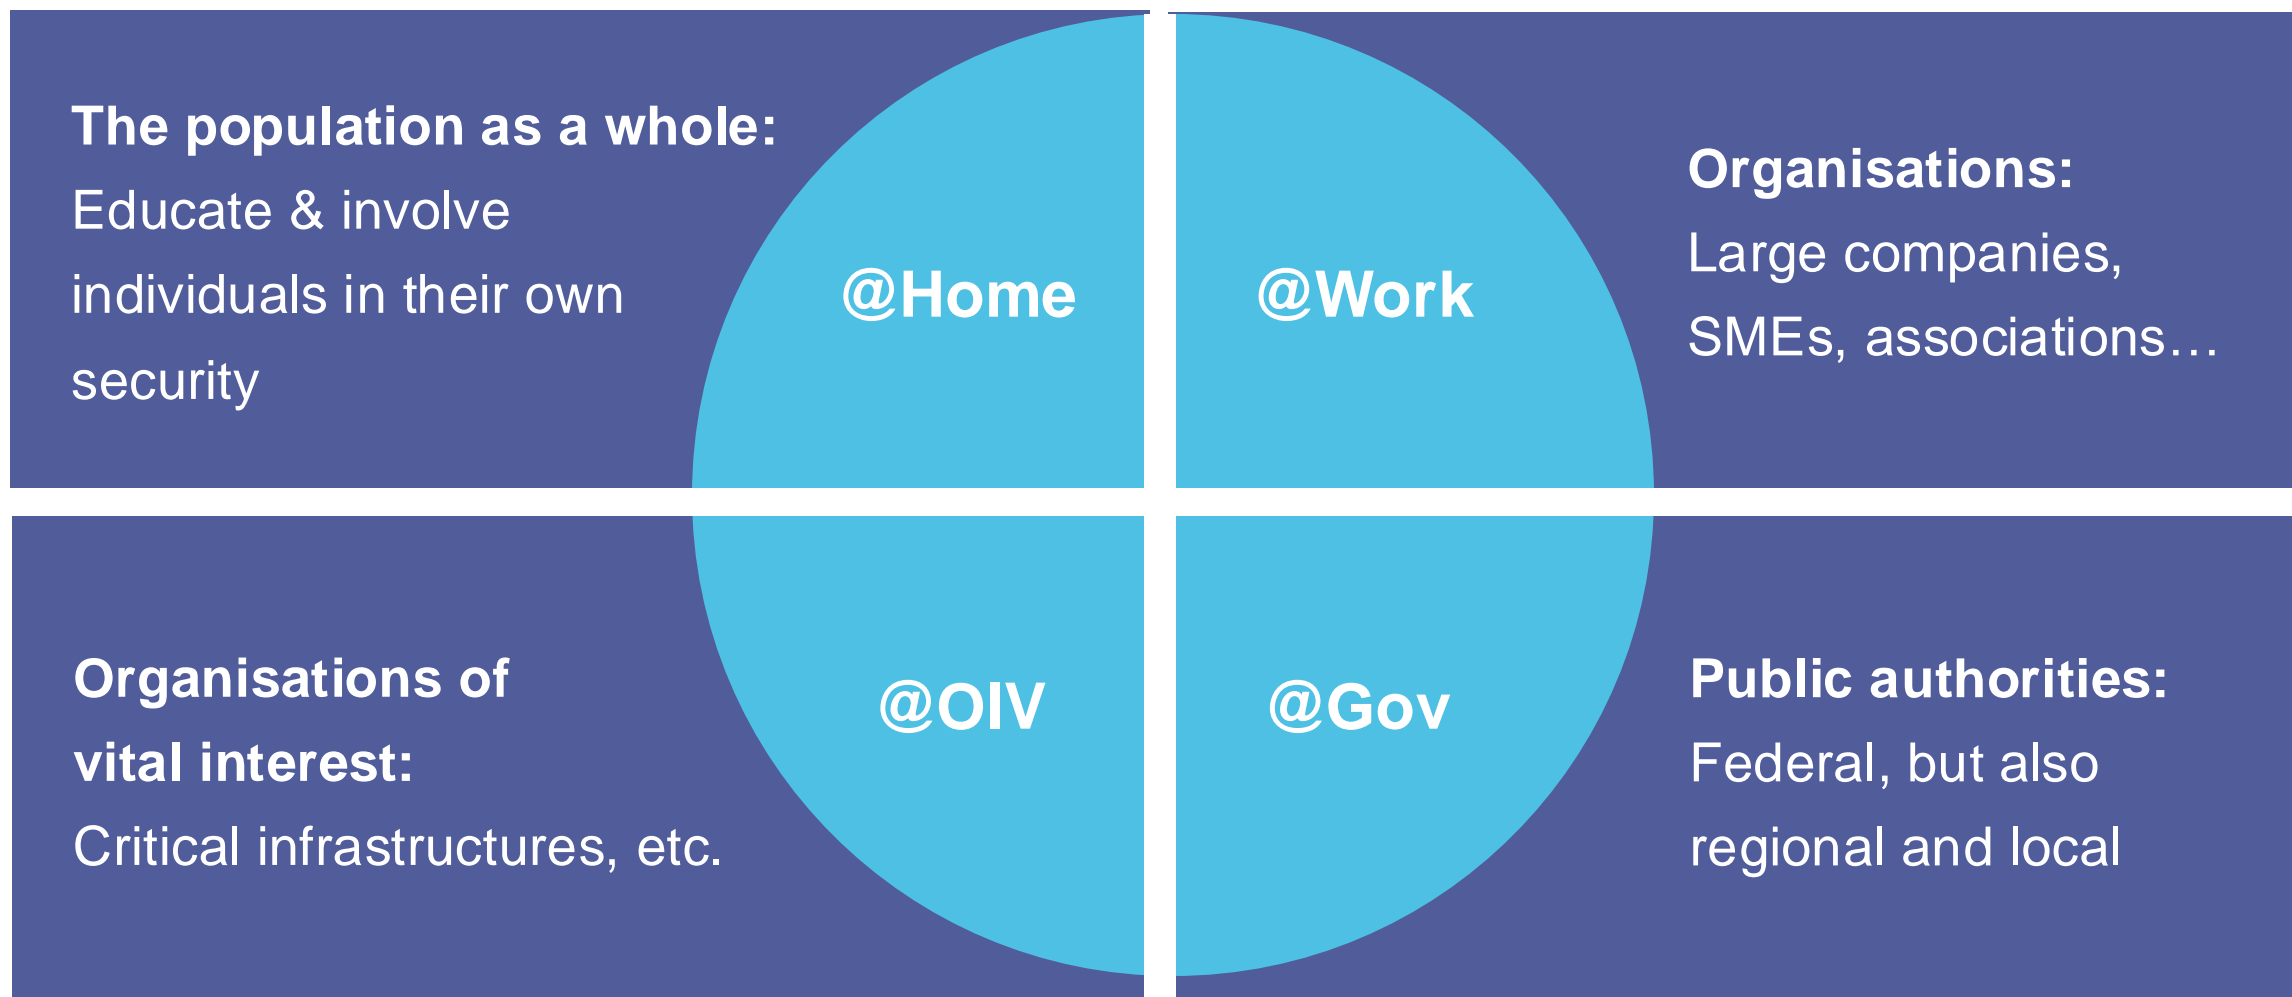 The population as a whole:
Educate & involve
individuals in their own
security
@Home
@Work
Organisations:
Large companies,
SMEs, associations…
Organisations of
vital interest:
Critical infrastructures, etc.
@OIV
@Gov
Public authorities:
Federal, but also
regional and local